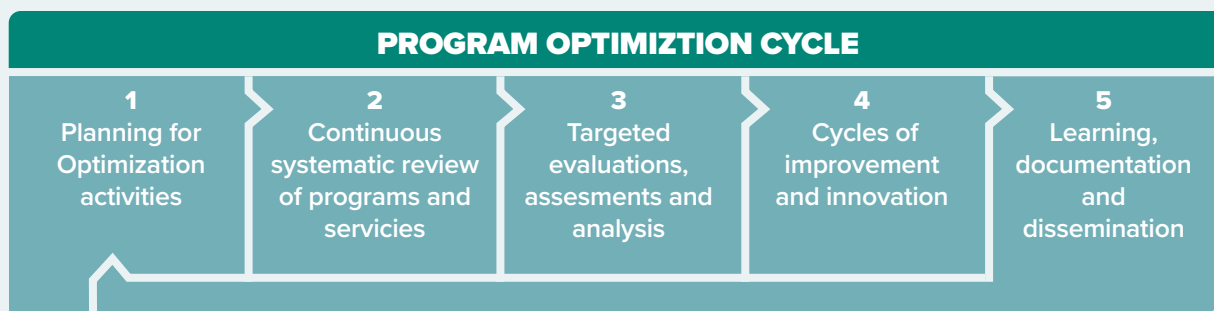 PROGRAM OPTIMIZTION CYCLE
1
Planning for
Optimization
activities
2
Continuous
systematic review
of programs and
servicies
3
Targeted
evaluations,
assesments and
analysis
4
Cycles of
improvement
and innovation
5
Learning,
documentation
and
dissemination